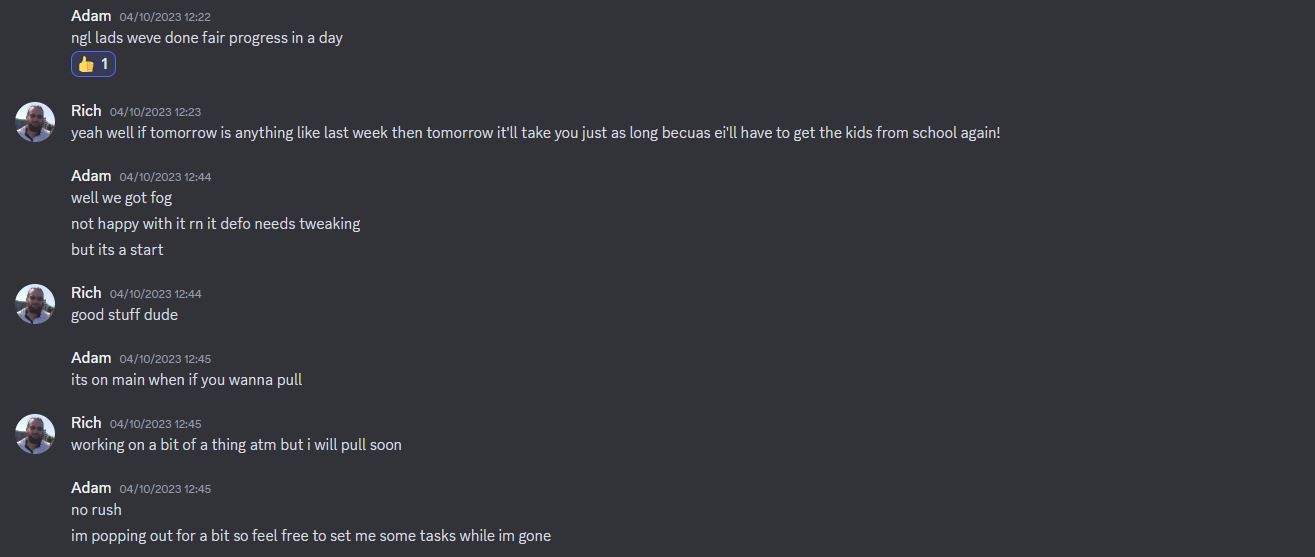 Adam 04/10/2023 12:22
ngl lads weve done fair progress in a day
👍 1
Rich 04/10/2023 12:23
yeah well if tomorrow is anything like last week then tomorrow it'll take you just as long becuas ei'll have to get the kids from school again!
Adam 04/10/2023 12:44
well we got fog
not happy with it rn it defo needs tweaking
but its a start
Rich 04/10/2023 12:44
good stuff dude
Adam 04/10/2023 12:45
its on main when if you wanna pull
Rich 04/10/2023 12:45
working on a bit of a thing atm but i will pull soon
Adam 04/10/2023 12:45
no rush
im popping out for a bit so feel free to set me some tasks while im gone